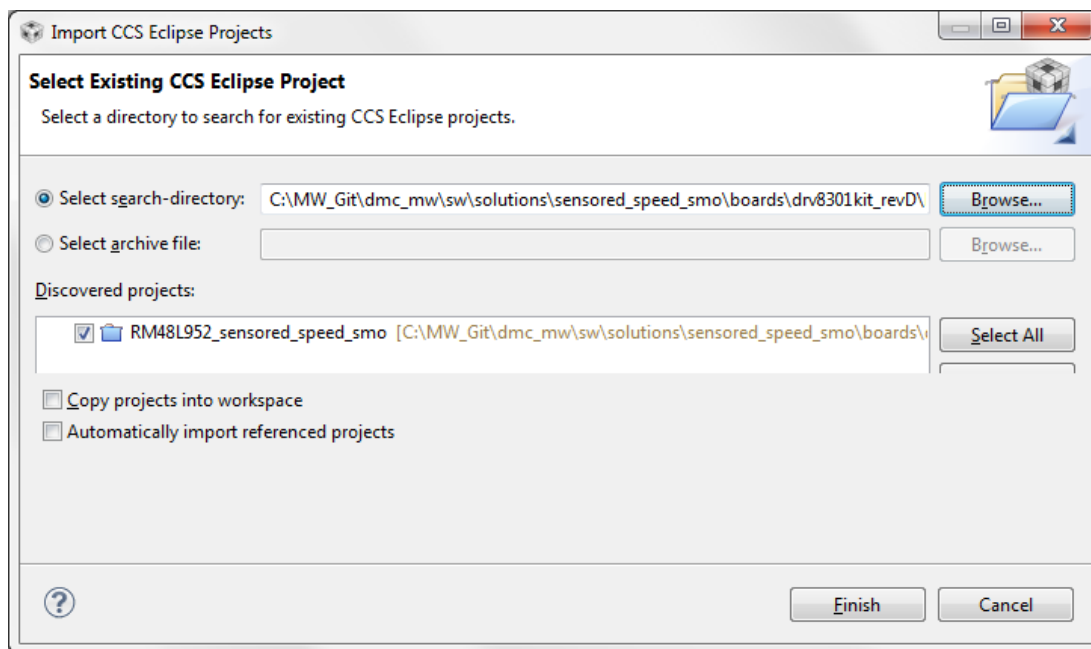 Import CCS Eclipse Projects
Select Existing CCS Eclipse Project
Select a directory to search for existing CCS Eclipse projects.
Select search-directory: C:\MW_Git\dmc_mw\sw\solutions\sensored_speed_smo\boards\drv8301kit_revD\ Browse...
Select archive file: Browse...
Discovered projects:
RM48L952_sensored_speed_smo [C:\MW_Git\dmc_mw\sw\solutions\sensored_speed_smo\boards\ Select All
Copy projects into workspace
Automatically import referenced projects
? Finish Cancel